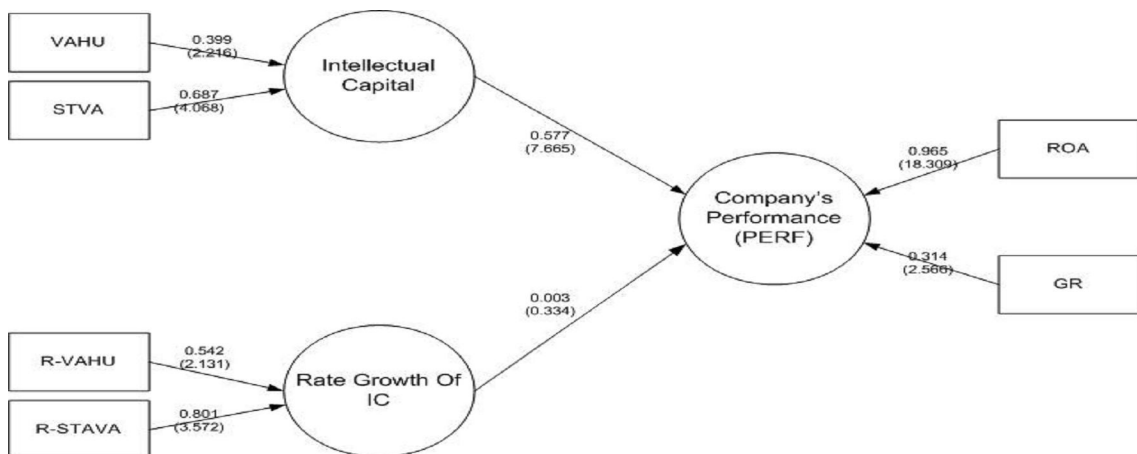 VAHU
0.399
(2.216)
STVA
0.687
(4.068)
Intellectual
Capital
0.577
(7.665)
Company's
Performance
(PERF)
0.965
(18.309)
ROA
0.314
(2.566)
GR
0.003
(0.334)
R-VAHU
0.542
(2.131)
R-STAVA
0.801
(3.572)
Rate Growth Of
IC